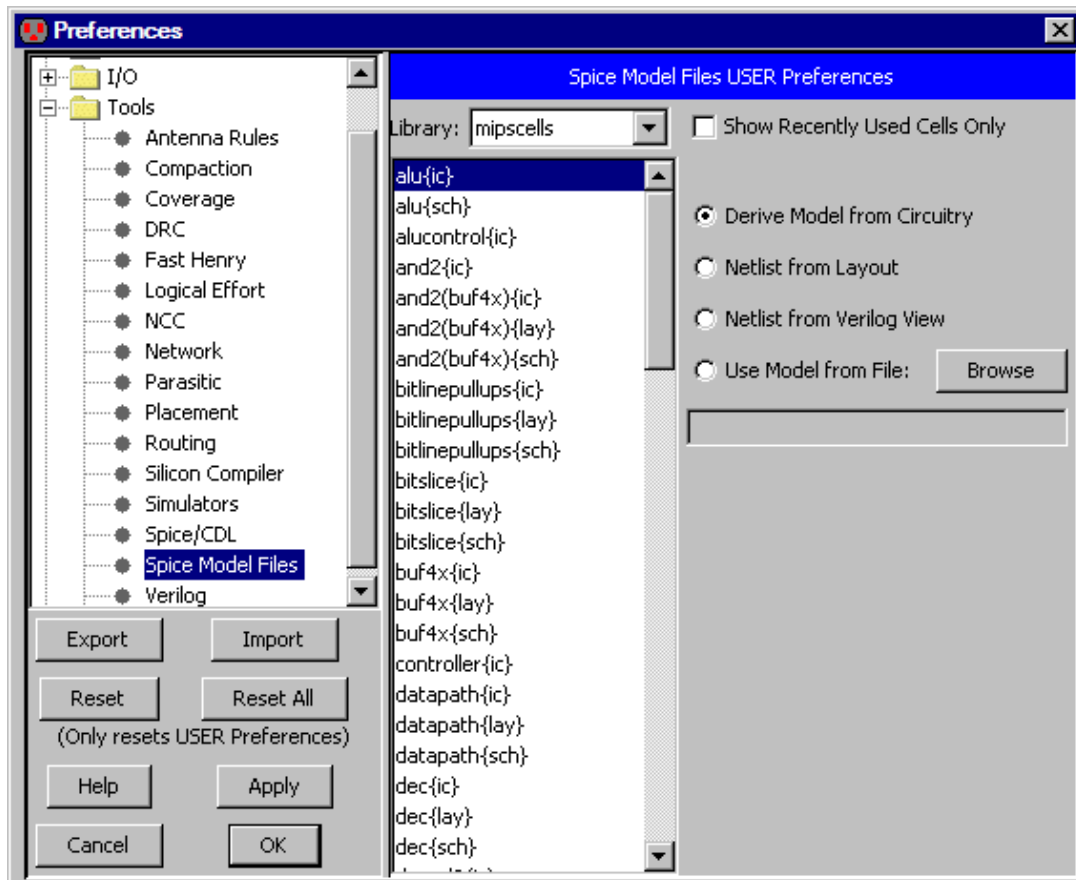 Preferences
I/O
Tools
Antenna Rules
Compaction
Coverage
DRC
Fast Henry
Logical Effort
NCC
Network
Parasitic
Placement
Routing
Silicon Compiler
Simulators
Spice/CDL
Spice Model Files
Verilog
Export Import
Reset Reset All
(Only resets USER Preferences)
Help Apply
Cancel OK
Spice Model Files USER Preferences
Library: mipscells
alu{ic}
alu{sch}
alucontrol{ic}
and2{ic}
and2(buf4x){ic}
and2(buf4x){lay}
and2(buf4x){sch}
bitlinepullups{ic}
bitlinepullups{lay}
bitlinepullups{sch}
bitslice{ic}
bitslice{lay}
bitslice{sch}
buf4x{ic}
buf4x{lay}
buf4x{sch}
controller{ic}
datapath{ic}
datapath{lay}
datapath{sch}
dec{ic}
dec{lay}
dec{sch}
Show Recently Used Cells Only
Derive Model from Circuitry
Netlist from Layout
Netlist from Verilog View
Use Model from File: Browse